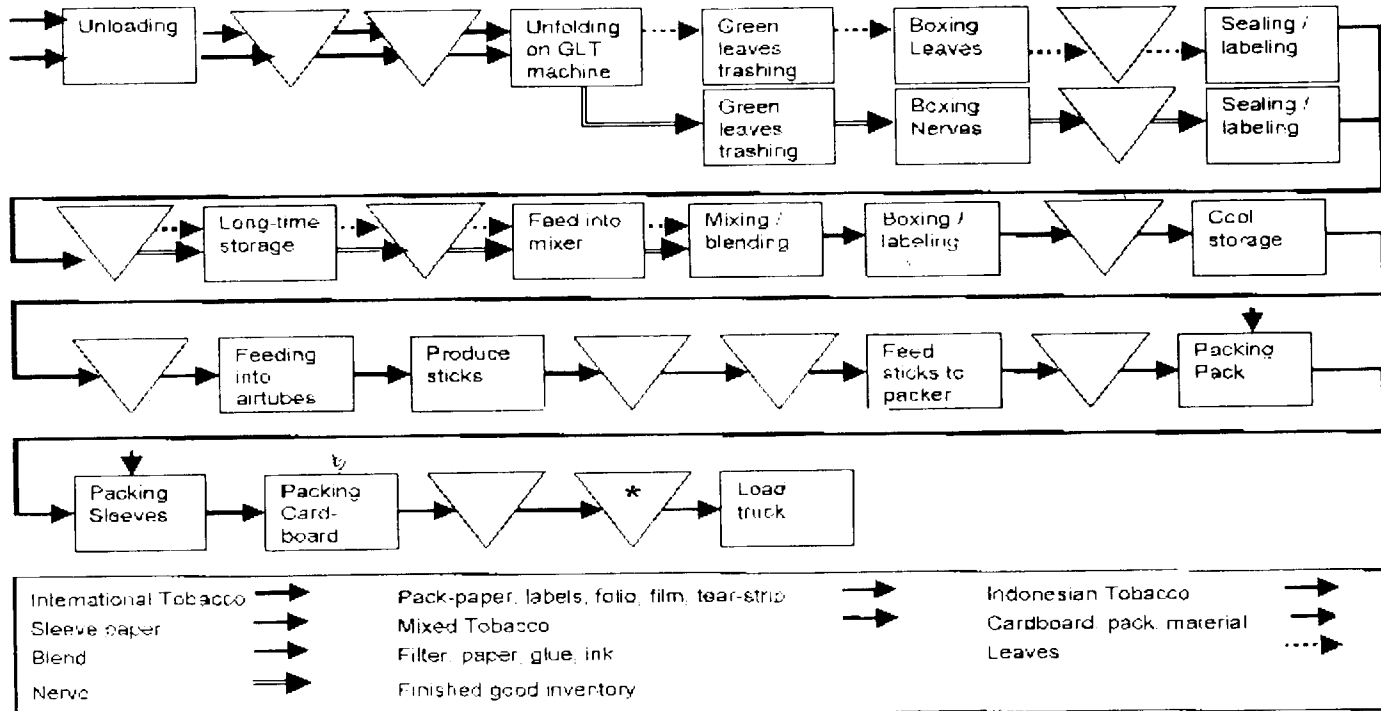 Unloading
Unfolding
on GLT
machine
Green
leaves
trashing
Boxing
Leaves
Sealing /
labeling
Green
leaves
trashing
Boxing
Nerves
Sealing /
labeling
Long-time
storage
Feed into
mixer
Mixing /
blending
Boxing /
labeling
Cool
storage
Feeding
into
airtubes
Produce
sticks
Feed
sticks to
packer
Packing
Pack
Packing
Sleeves
Packing
Card-
board
*
Load
truck
International Tobacco
Pack-paper, labels, folio, film, tear-strip
Indonesian Tobacco
Sleeve paper
Mixed Tobacco
Cardboard, pack. material
Blend
Filter, paper, glue, ink
Leaves
Nerve
Finished good inventory